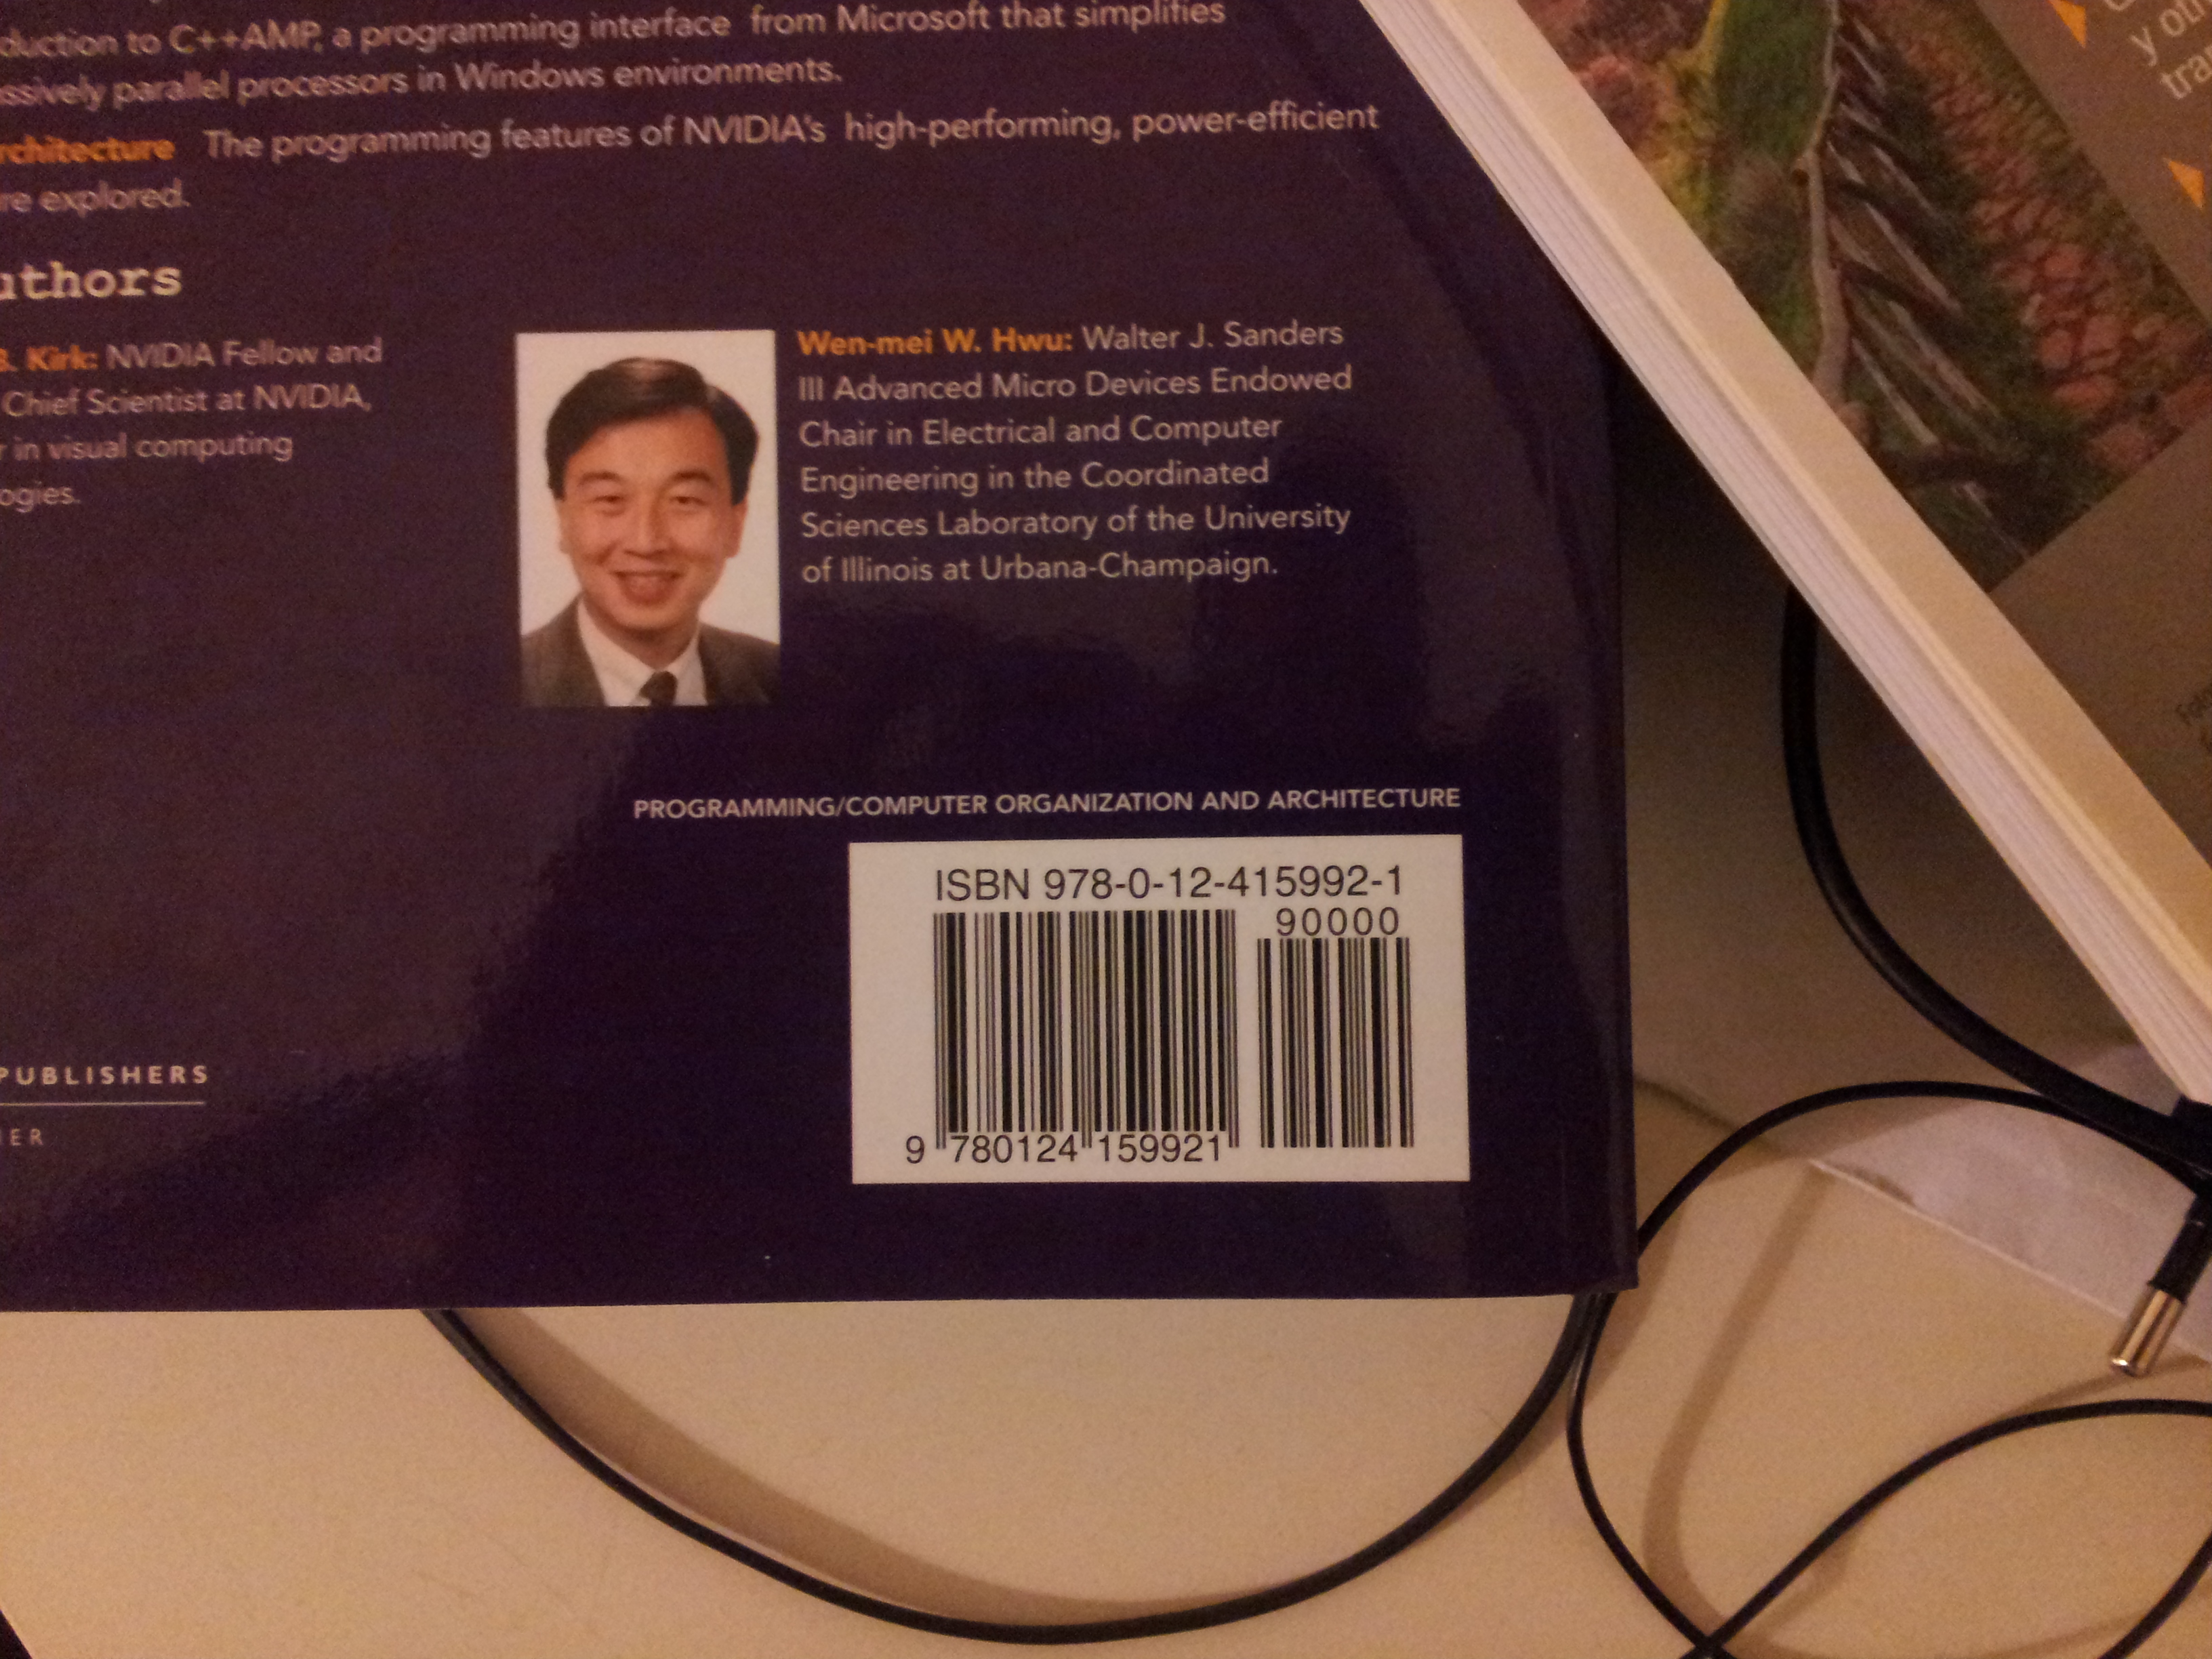 duction to C++AMP, a programming interface from Microsoft that simplifies
ssively parallel processors in Windows environments.
rchitecture The programming features of NVIDIA's high-performing, power-efficient
re explored.
uthors
B. Kirk: NVIDIA Fellow and
Chief Scientist at NVIDIA,
r in visual computing
ogies.
Wen-mei W. Hwu: Walter J. Sanders
III Advanced Micro Devices Endowed
Chair in Electrical and Computer
Engineering in the Coordinated
Sciences Laboratory of the University
of Illinois at Urbana-Champaign.
PROGRAMMING/COMPUTER ORGANIZATION AND ARCHITECTURE
ISBN 978-0-12-415992-1
90000
9 780124 159921
PUBLISHERS
IER
y oth
tra